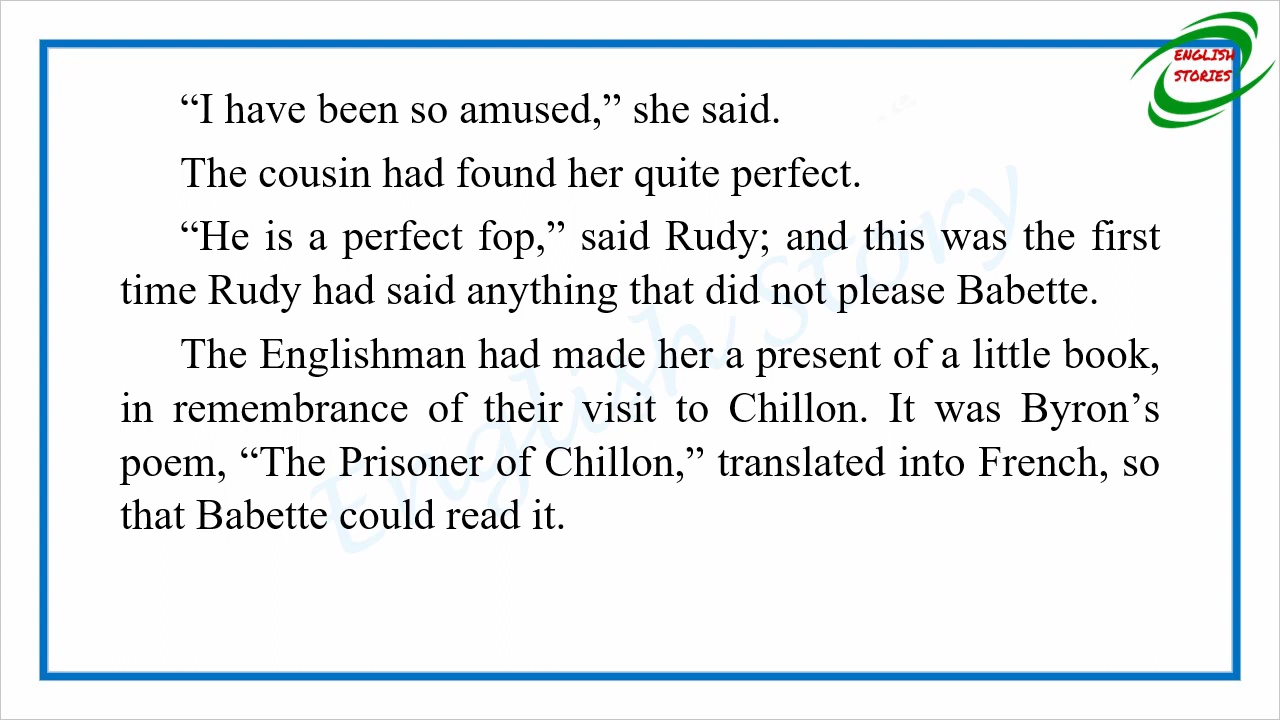 ENGLISH
STORIES
“I have been so amused,” she said.
The cousin had found her quite perfect.
“He is a perfect fop,” said Rudy; and this was the first
time Rudy had said anything that did not please Babette.
The Englishman had made her a present of a little book,
in remembrance of their visit to Chillon. It was Byron’s
poem, “The Prisoner of Chillon,” translated into French, so
that Babette could read it.
English Story